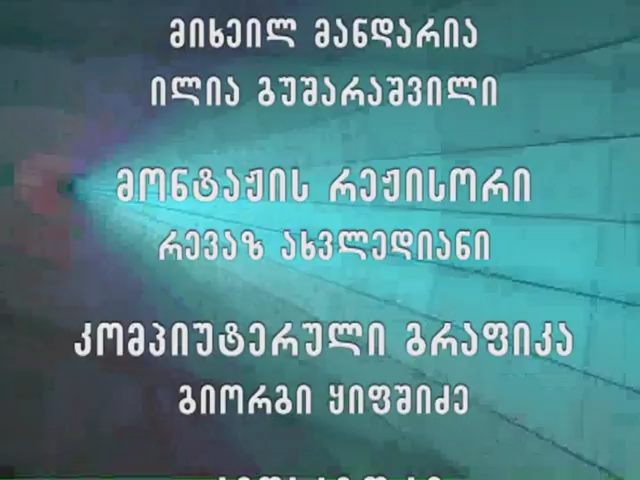 მიხეილ მანდარია
ილია გუშარაშვილი
მონტაჟის რეჟისორი
რევაზ ახვლედიანი
კომპიუტერული გრაფიკა
გიორგი ყიფშიძე